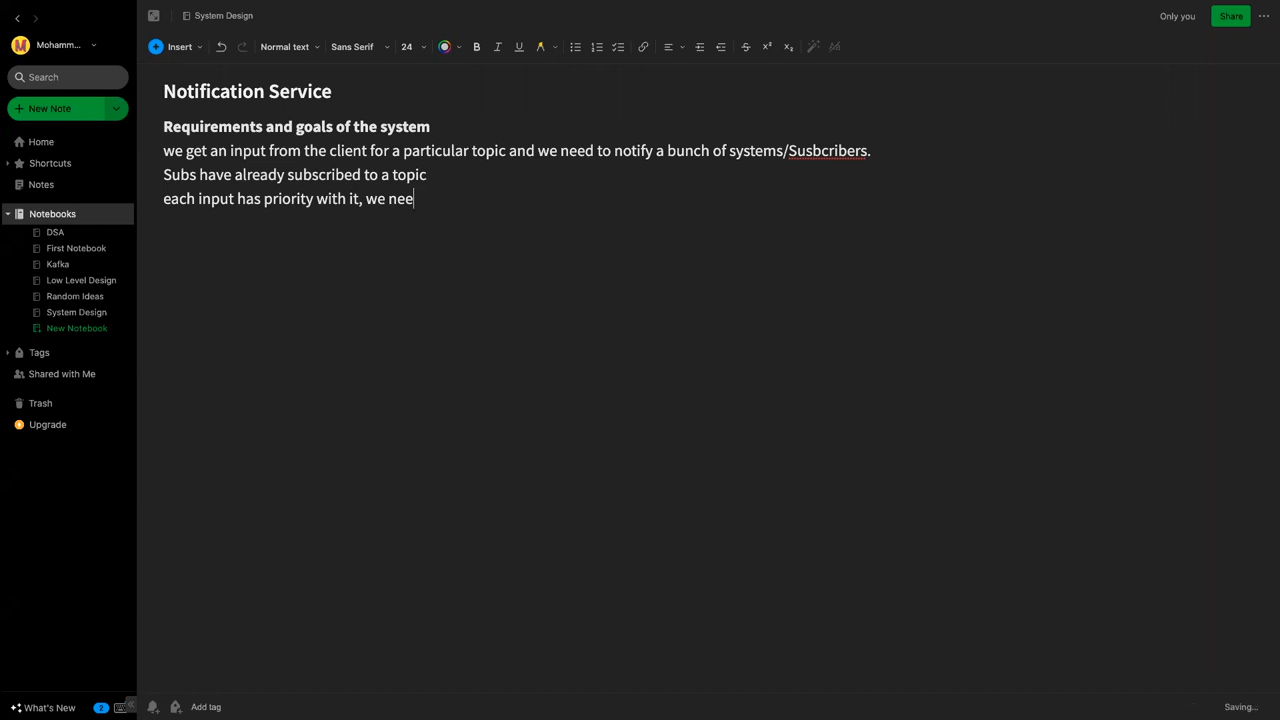 System Design
Only you
Share
Mohamm...
Insert
Normal text
Sans Serif
24
B
I
U
Search
New Note
Notification Service
Requirements and goals of the system
we get an input from the client for a particular topic and we need to notify a bunch of systems/Susbcribers.
Subs have already subscribed to a topic
each input has priority with it, we nee
Home
Shortcuts
Notes
Notebooks
DSA
First Notebook
Kafka
Low Level Design
Random Ideas
System Design
New Notebook
Tags
Shared with Me
Trash
Upgrade
What's New
2
Add tag
Saving...